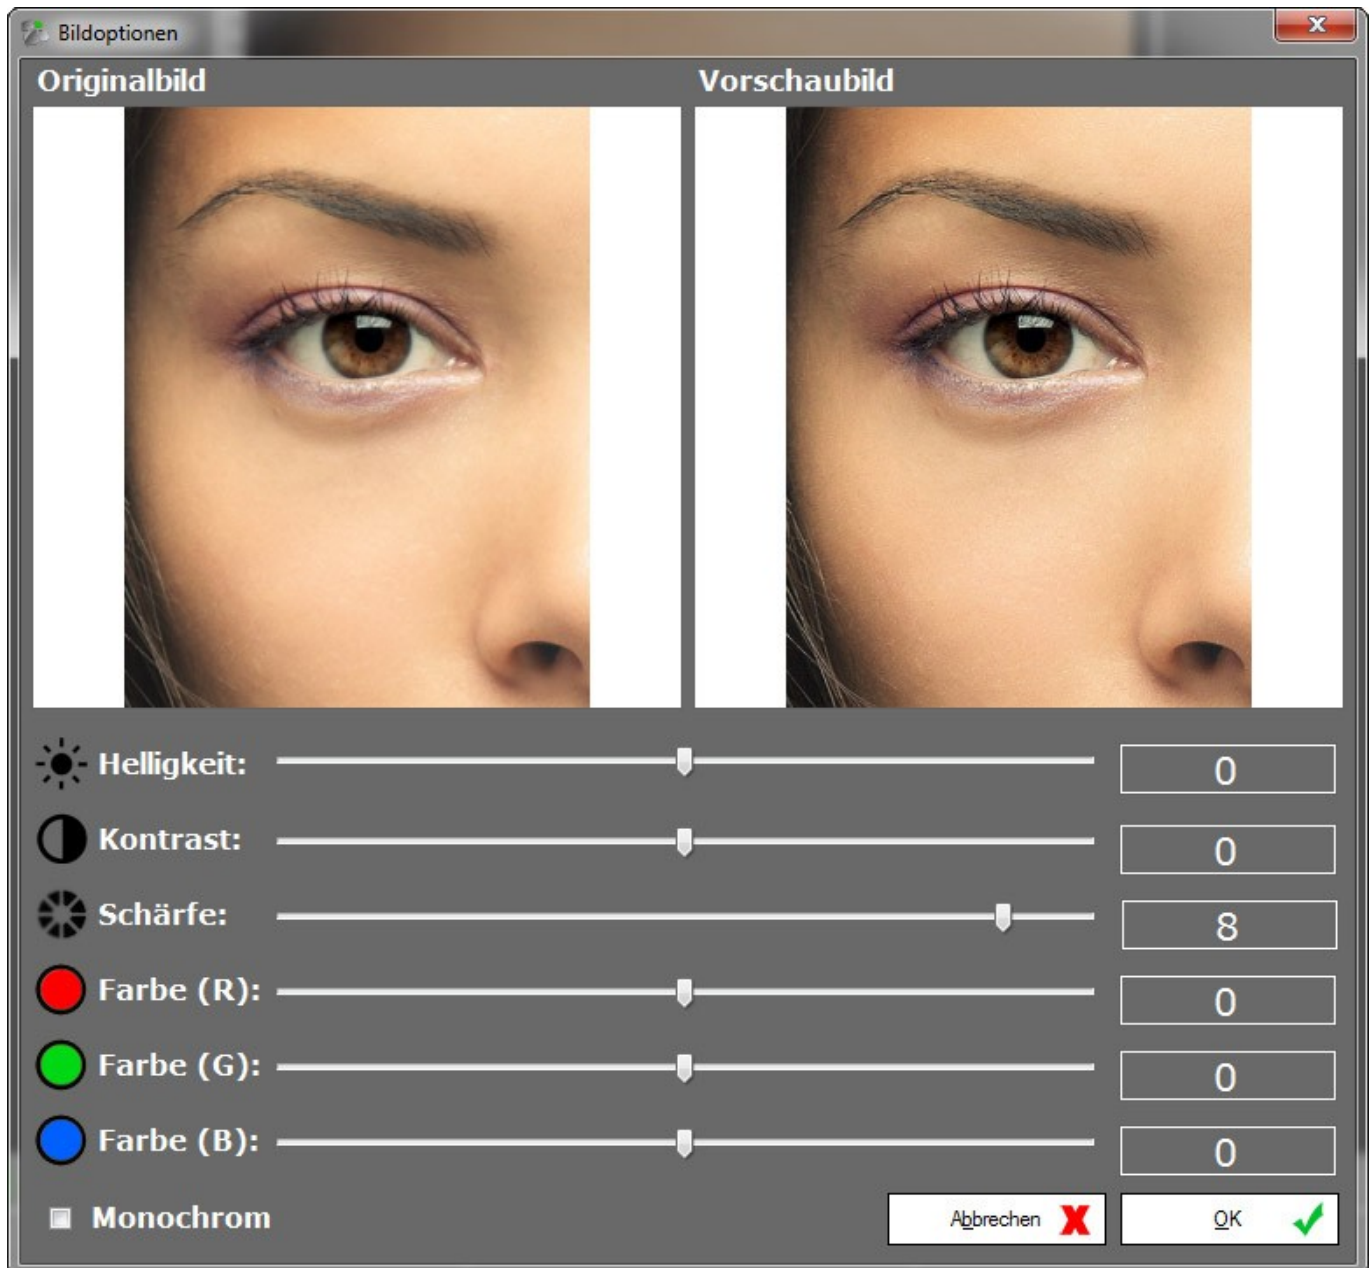 Bildoptionen
X
Originalbild Vorschaubild
Helligkeit: 0
Kontrast: 0
Schärfe: 8
Farbe (R): 0
Farbe (G): 0
Farbe (B): 0
Monochrom Abbrechen X OK